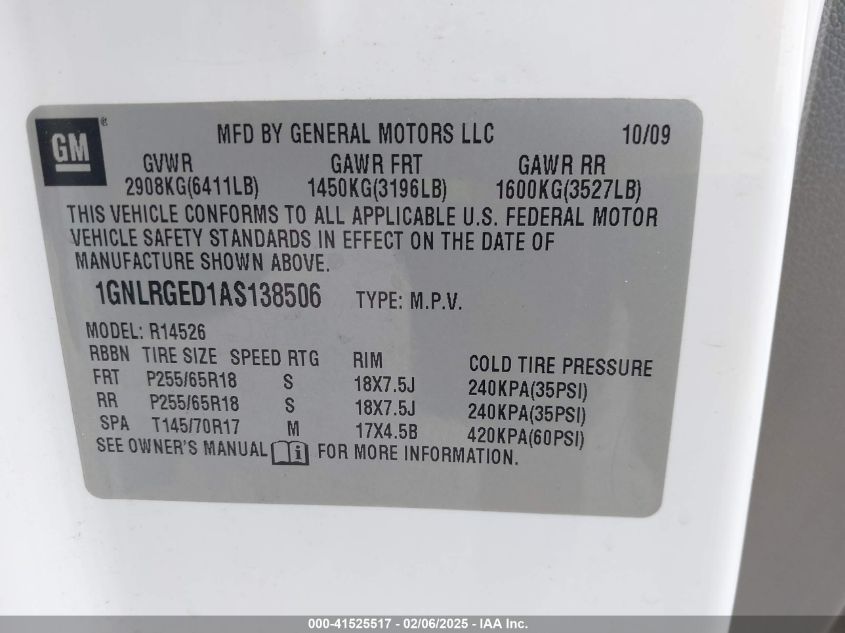 GM ® MFD BY GENERAL MOTORS LLC 10/09
GVWR GAWR FRT GAWR RR
2908KG(6411LB) 1450KG(3196LB) 1600KG(3527LB)
THIS VEHICLE CONFORMS TO ALL APPLICABLE U.S. FEDERAL MOTOR
VEHICLE SAFETY STANDARDS IN EFFECT ON THE DATE OF
MANUFACTURE SHOWN ABOVE.
1GNLRGED1AS138506 TYPE: M.P.V.
MODEL: R14526
RBBN TIRE SIZE SPEED RTG RIM COLD TIRE PRESSURE
FRT P255/65R18 S 18X7.5J 240KPA(35PSI)
RR P255/65R18 S 18X7.5J 240KPA(35PSI)
SPA T145/70R17 M 17X4.5B 420KPA(60PSI)
SEE OWNER'S MANUAL i FOR MORE INFORMATION.
000-41525517 - 02/06/2025 - IAA Inc.